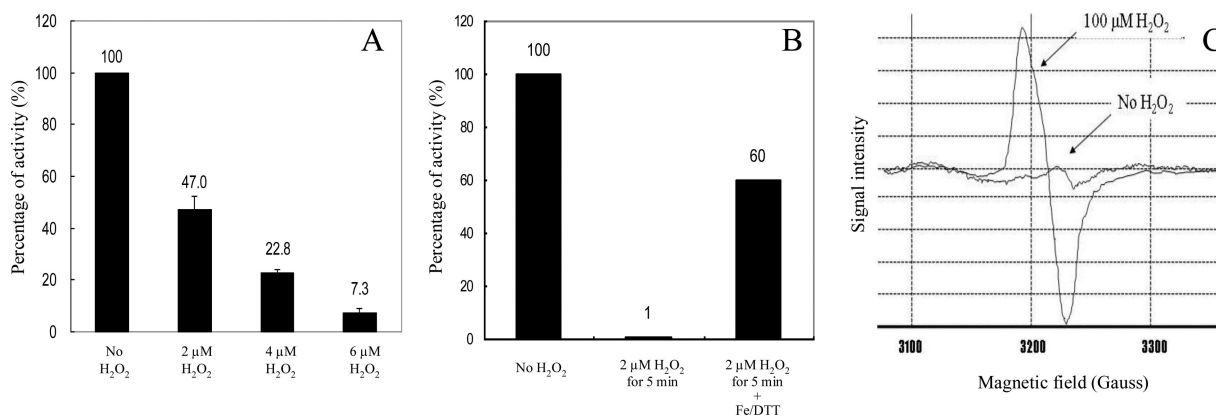 A
Percentage of activity (%)
120
100
80
60
40
20
0
100
47.0
22.8
7.3
No
H₂O₂
2 µM
H₂O₂
4 µM
H₂O₂
6 µM
H₂O₂
B
Percentage of activity (%)
120
100
80
60
40
20
0
100
1
60
No H₂O₂
2 µM H₂O₂
for 5 min
2 µM H₂O₂
for 5 min
+
Fe/DTT
C
Signal intensity
100 µM H₂O₂
No H₂O₂
3100
3200
3300
Magnetic field (Gauss)